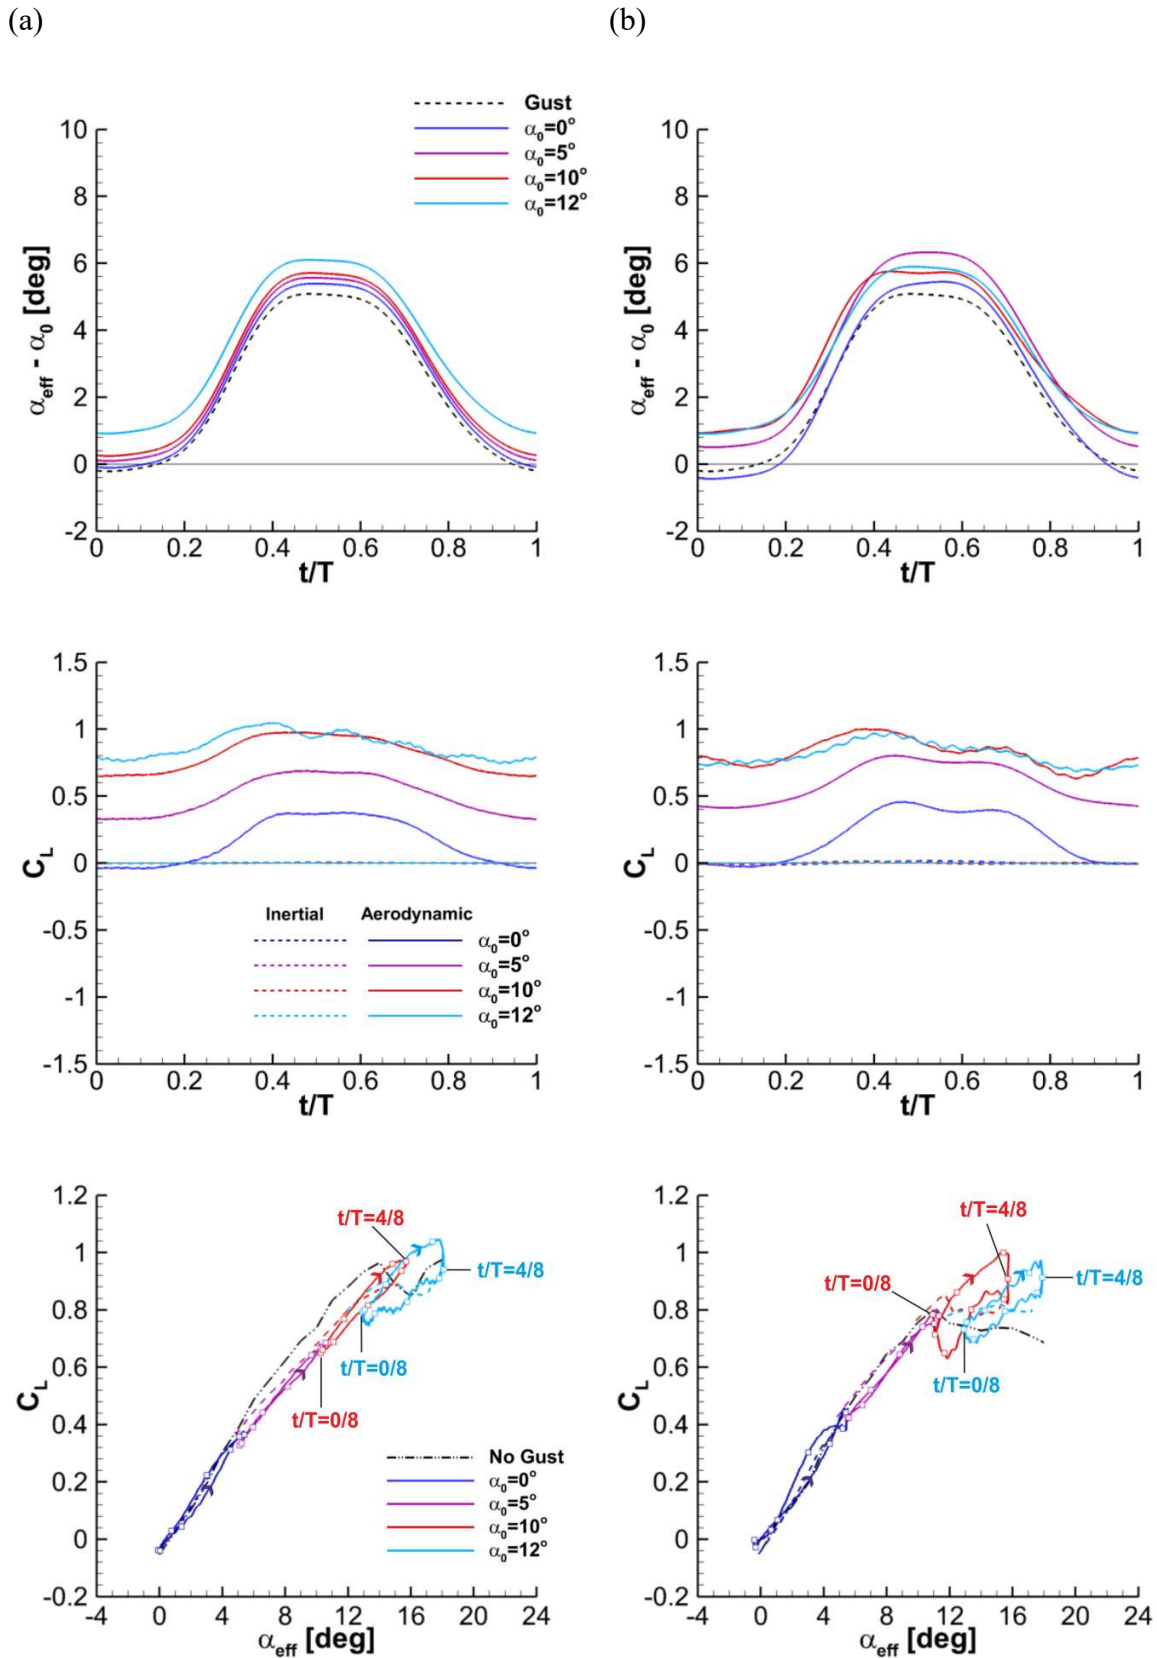 (a)
(b)
Gust
α0=0°
α0=5°
α0=10°
α0=12°
10
8
6
4
2
0
-2
αeff - α0 [deg]
0
0.2
0.4
0.6
0.8
1
t/T
10
8
6
4
2
0
-2
αeff - α0 [deg]
0
0.2
0.4
0.6
0.8
1
t/T
1.5
1
0.5
0
-0.5
-1
-1.5
CL
Inertial Aerodynamic
α0=0°
α0=5°
α0=10°
α0=12°
0
0.2
0.4
0.6
0.8
1
t/T
1.5
1
0.5
0
-0.5
-1
-1.5
CL
0
0.2
0.4
0.6
0.8
1
t/T
1.2
1
0.8
0.6
0.4
0.2
0
-0.2
CL
t/T=4/8
t/T=4/8
t/T=0/8
t/T=0/8
No Gust
α0=0°
α0=5°
α0=10°
α0=12°
-4
0
4
8
12
16
20
24
αeff [deg]
1.2
1
0.8
0.6
0.4
0.2
0
-0.2
CL
t/T=4/8
t/T=0/8
t/T=4/8
t/T=0/8
-4
0
4
8
12
16
20
24
αeff [deg]